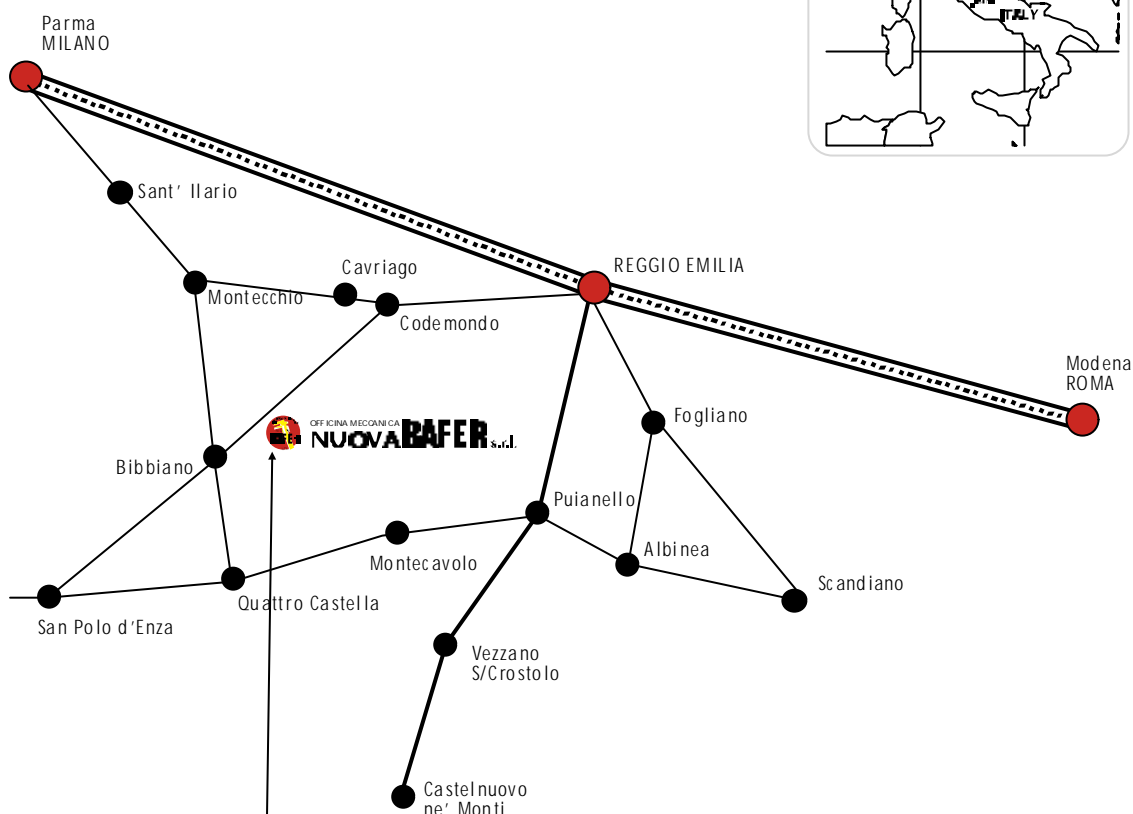 Parma
MILANO
ITALY
Sant' Ilario
Cavriago
REGGIO EMILIA
Montecchio
Codemondo
Modena
ROMA
Fogliano
OFFICINA MECCANICA
NUOVA BAFER s.r.l.
Bibbiano
Puianello
Albinea
Montecavolo
Scandiano
Quattro Castella
San Polo d'Enza
Vezzano
S/Crostolo
Castelnuovo
ne' Monti